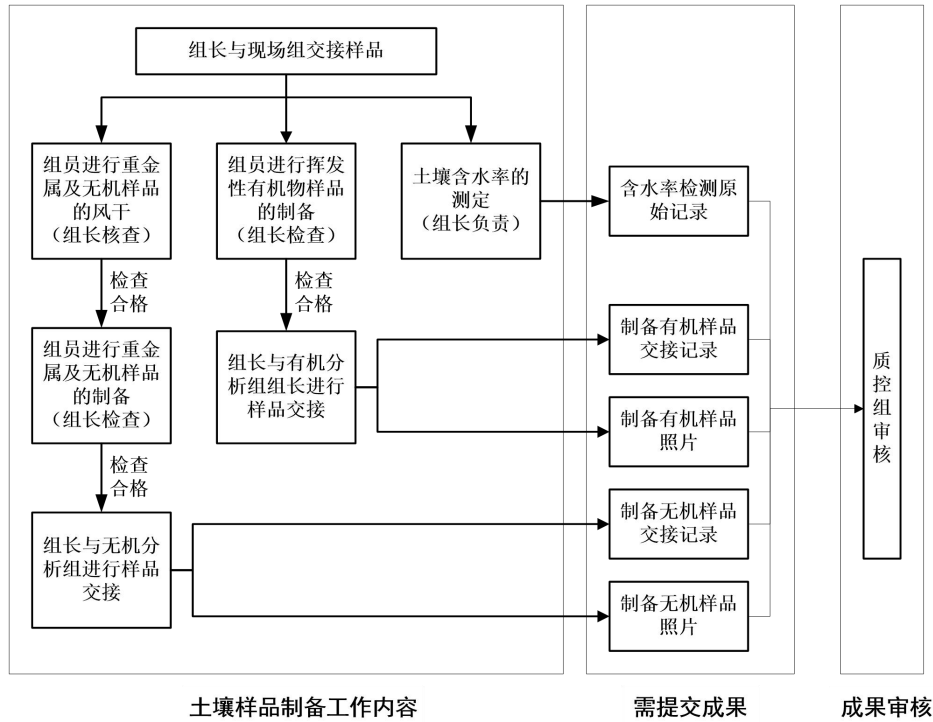 组长与现场组交接样品
组员进行重金
属及无机样品
的风干
（组长核查）
组员进行挥发
性有机物样品
的制备
（组长检查）
土壤含水率的
测定
（组长负责）
含水率检测原
始记录
检查
合格
检查
合格
组员进行重金
属及无机样品
的制备
（组长检查）
组长与有机分
析组组长进行
样品交接
制备有机样品
交接记录
制备有机样品
照片
质
控
组
审
核
检查
合格
组长与无机分
析组进行样品
交接
制备无机样品
交接记录
制备无机样品
照片
土壤样品制备工作内容
需提交成果
成果审核